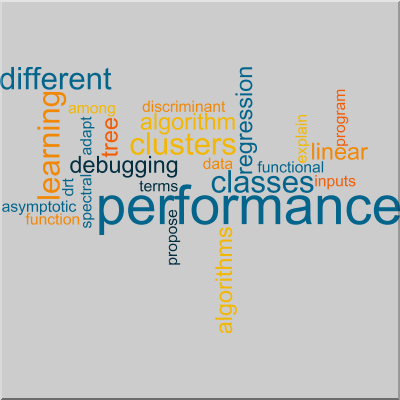 different
learning
among
adapt
tree
discriminant
algorithm
clusters
regression
explain
program
linear
debugging
data
functional
drt
spectral
terms
classes
inputs
asymptotic
function
performance
propose
algorithms